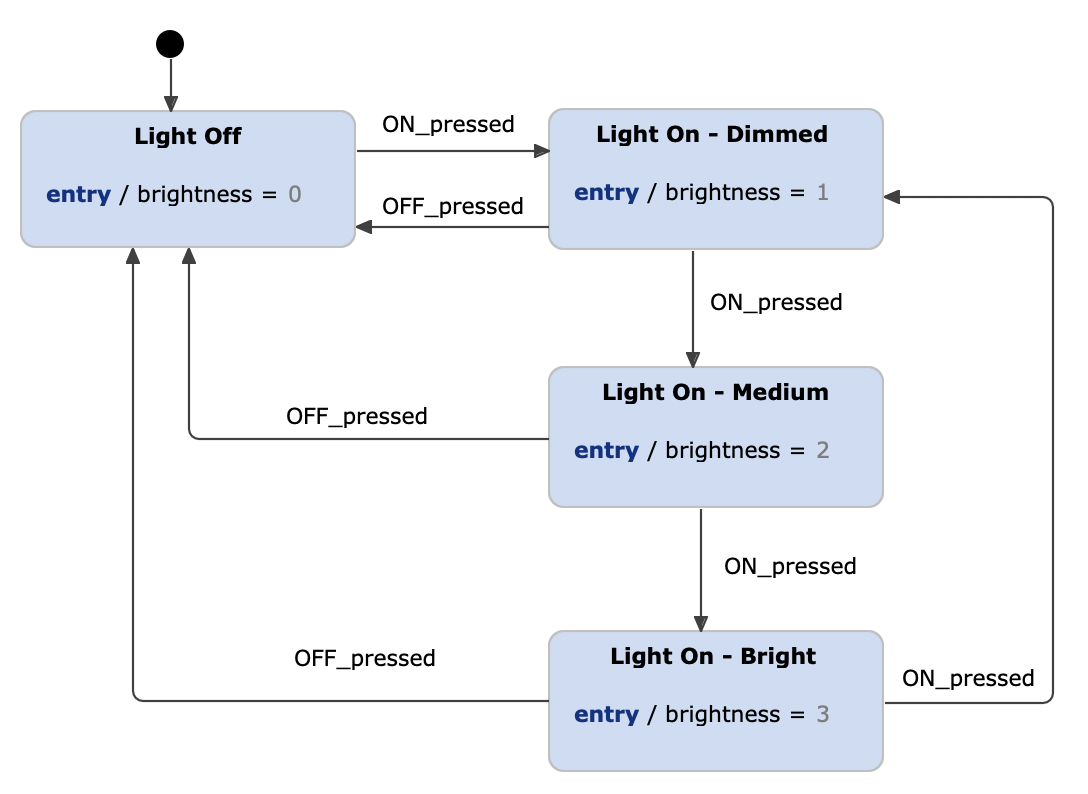 Light Off
entry / brightness = 0
ON_pressed
OFF_pressed
Light On - Dimmed
entry / brightness = 1
ON_pressed
Light On - Medium
entry / brightness = 2
OFF_pressed
ON_pressed
Light On - Bright
entry / brightness = 3
OFF_pressed
ON_pressed